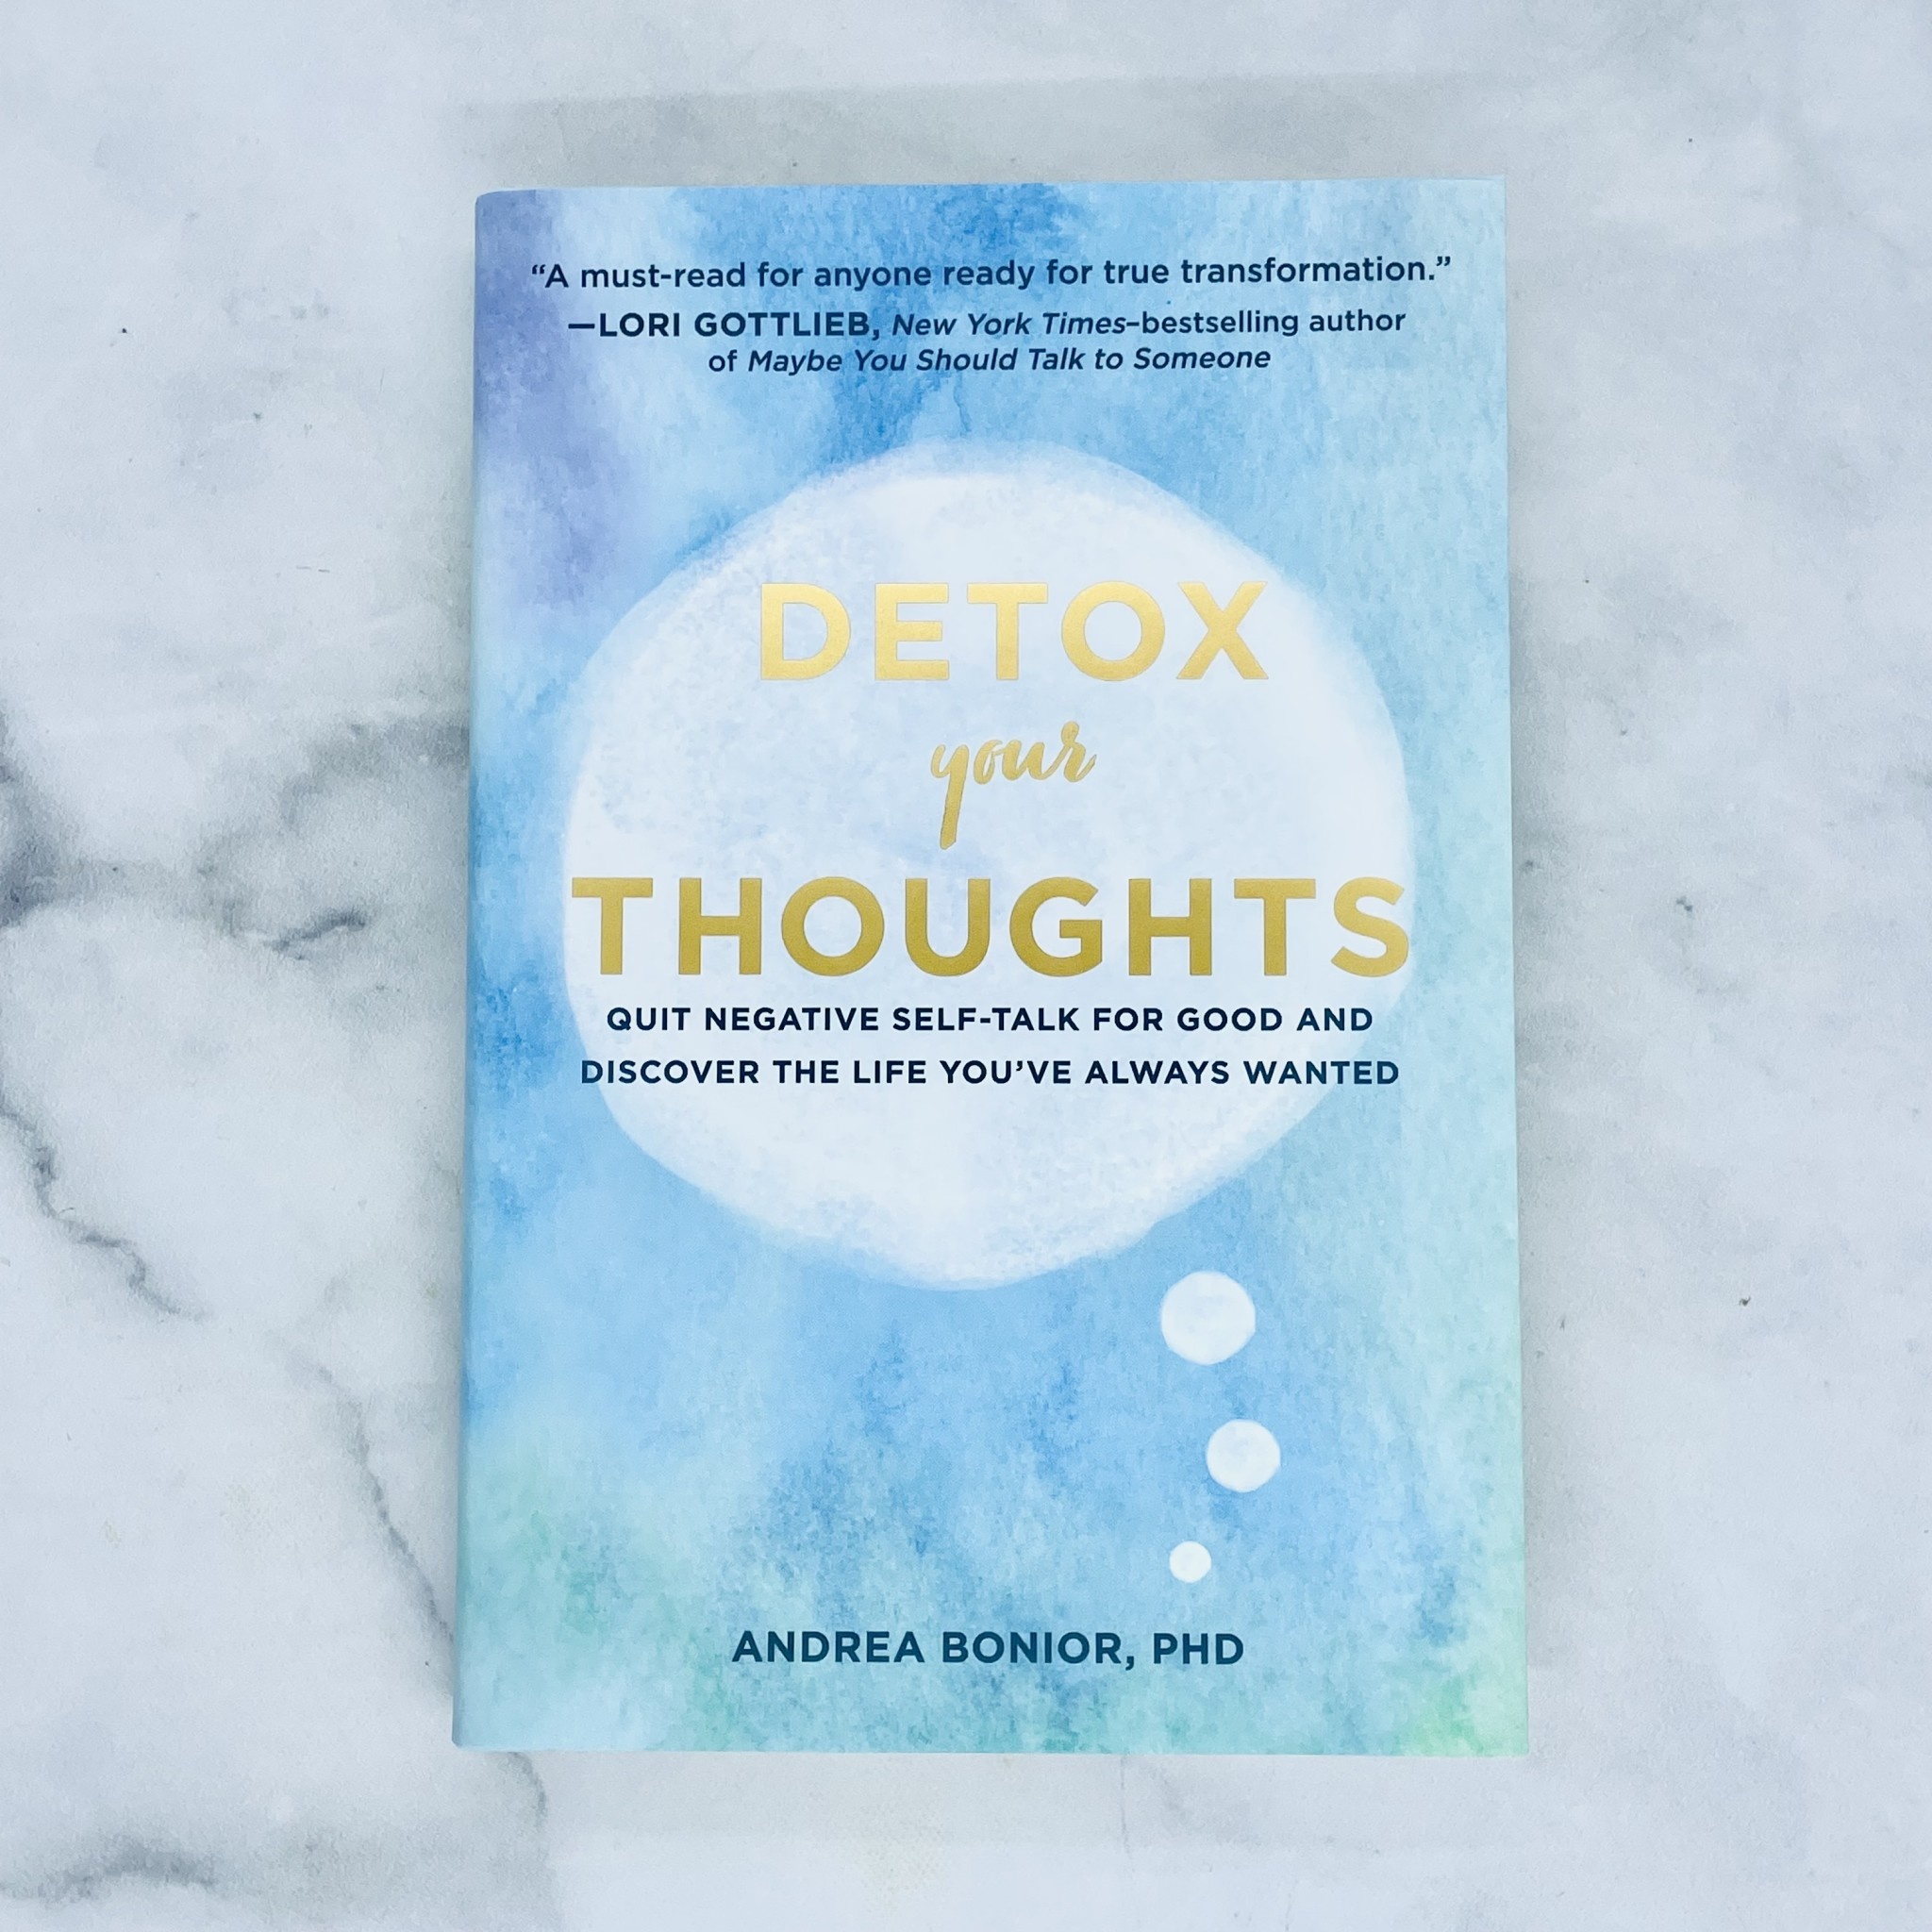 “A must-read for anyone ready for true transformation.”
—LORI GOTTLIEB, New York Times–bestselling author
of Maybe You Should Talk to Someone
DETOX
your
THOUGHTS
QUIT NEGATIVE SELF-TALK FOR GOOD AND
DISCOVER THE LIFE YOU’VE ALWAYS WANTED
ANDREA BONIOR, PHD